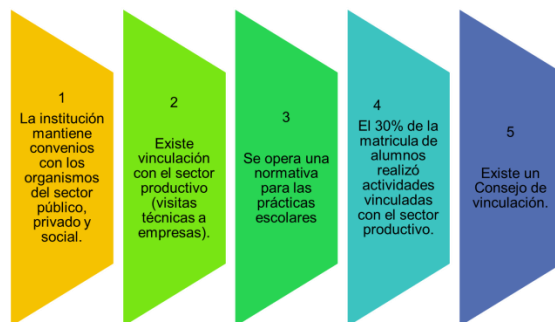 1
La institución
mantiene
convenios con
los organismos
del sector
público,
privado y
social.
2
Existe
vinculación
con el sector
productivo
(visitas
técnicas a
empresas).
3
Se opera una
normativa
para las
prácticas
escolares
4
El 30% de la
matricula de
alumnos
realizó
actividades
vinculadas
con el sector
productivo.
5
Existe un
Consejo de
vinculación.